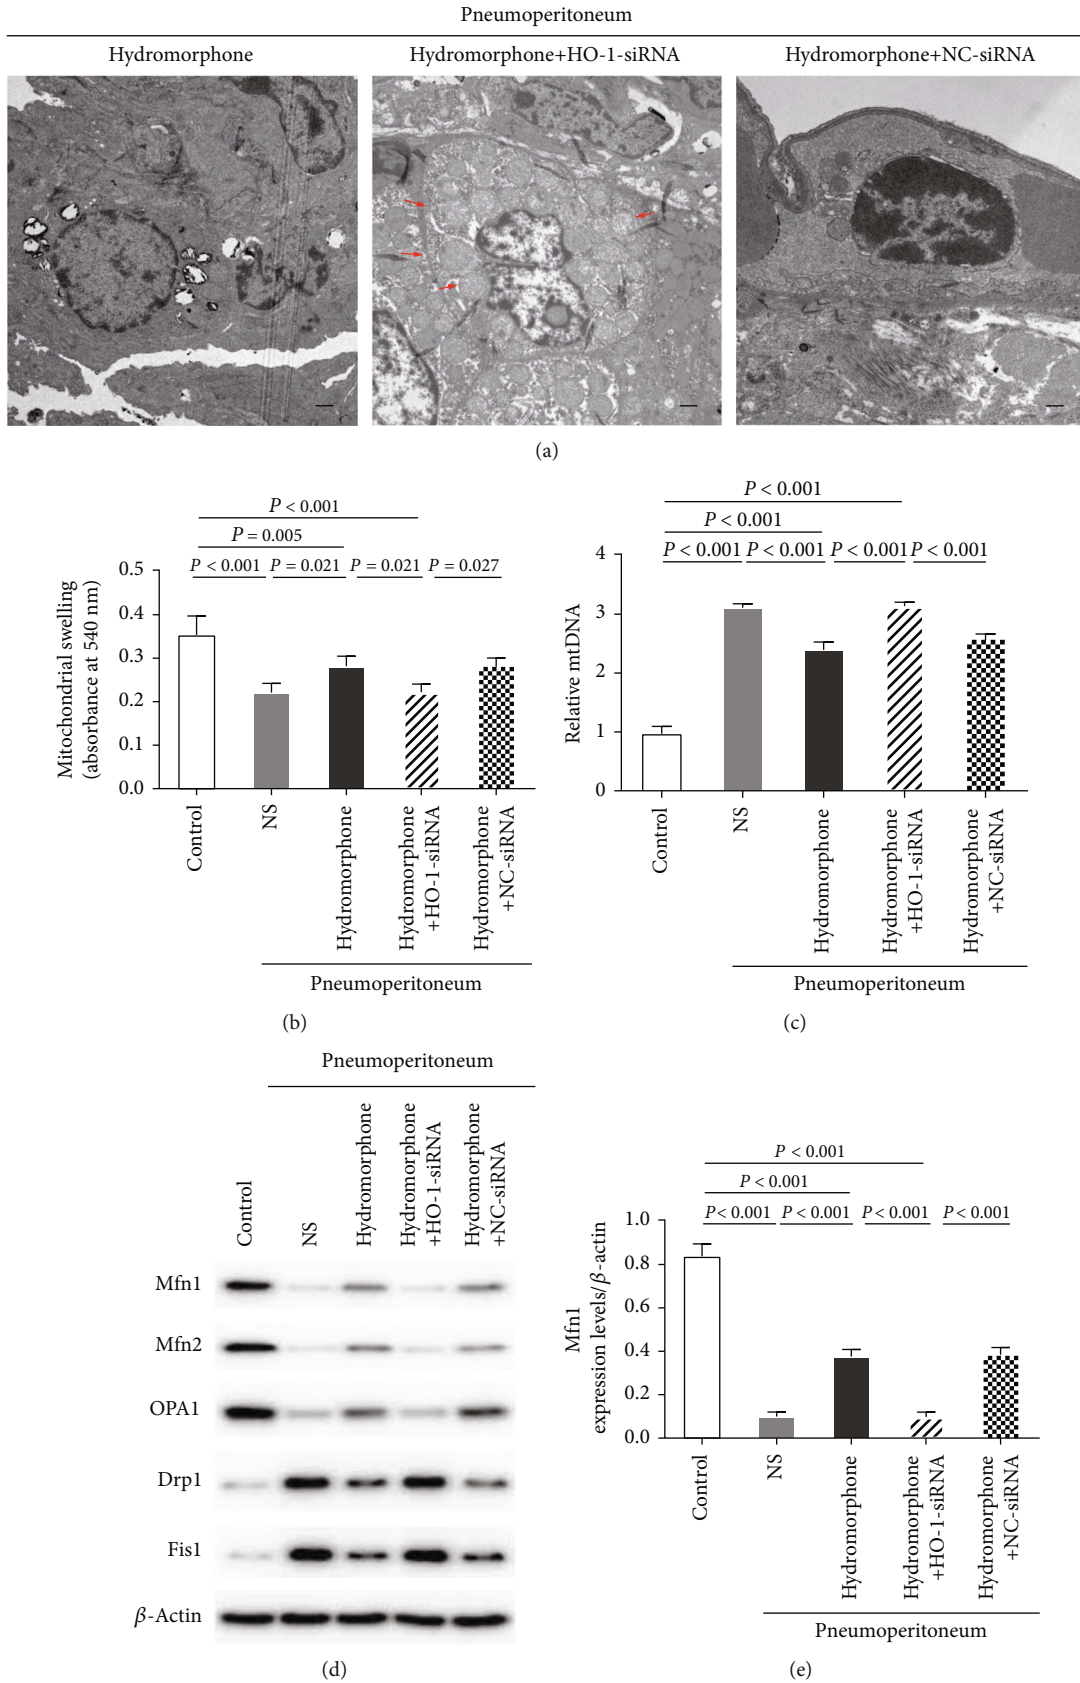 Pneumoperitoneum
Hydromorphone
Hydromorphone+HO-1-siRNA
Hydromorphone+NC-siRNA
(a)
P < 0.001
P = 0.005
P < 0.001
P = 0.021
P = 0.021
P = 0.027
Mitochondrial swelling
(absorbance at 540 nm)
0.5
0.4
0.3
0.2
0.1
0.0
Control
NS
Hydromorphone
Hydromorphone
+HO-1-siRNA
Hydromorphone
+NC-siRNA
Pneumoperitoneum
(b)
P < 0.001
P < 0.001
P < 0.001
P < 0.001
P < 0.001
P < 0.001
Relative mtDNA
4
3
2
1
0
Control
NS
Hydromorphone
Hydromorphone
+HO-1-siRNA
Hydromorphone
+NC-siRNA
Pneumoperitoneum
(c)
Pneumoperitoneum
Control
NS
Hydromorphone
Hydromorphone
+HO-1-siRNA
Hydromorphone
+NC-siRNA
Mfn1
Mfn2
OPA1
Drp1
Fis1
β-Actin
(d)
P < 0.001
P < 0.001
P < 0.001
P < 0.001
P < 0.001
P < 0.001
Mfn1
expression levels/β-actin
1.0
0.8
0.6
0.4
0.2
0.0
Control
NS
Hydromorphone
Hydromorphone
+HO-1-siRNA
Hydromorphone
+NC-siRNA
Pneumoperitoneum
(e)